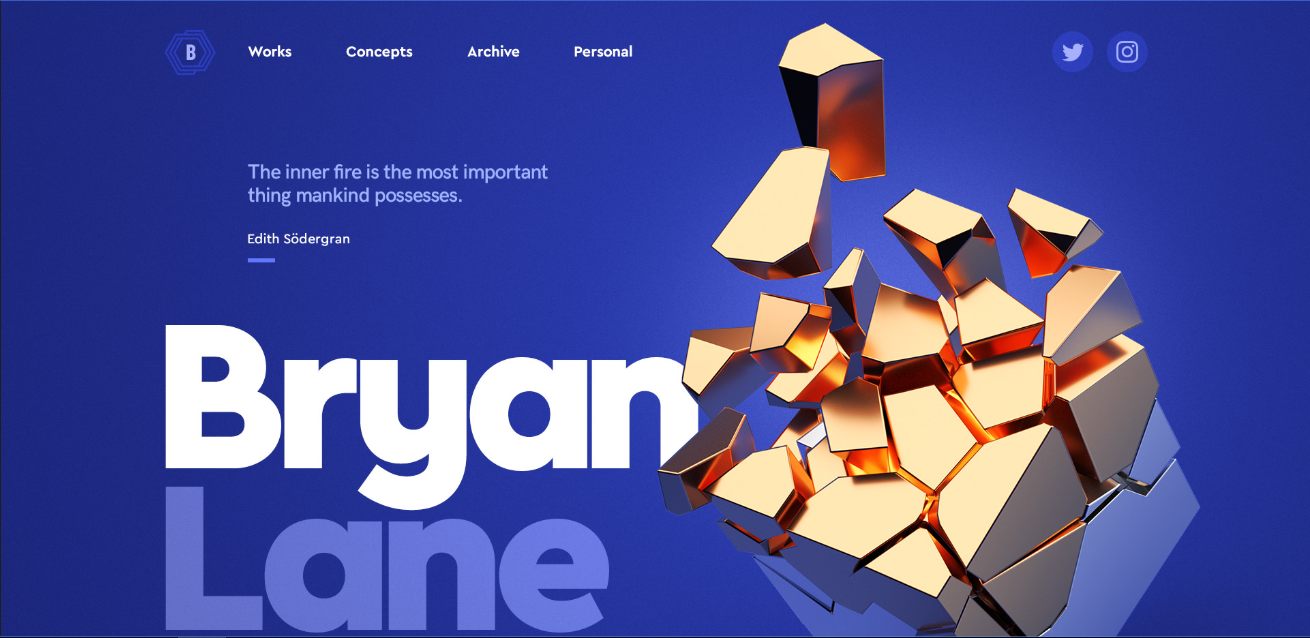 B
Works
Concepts
Archive
Personal
The inner fire is the most important
thing mankind possesses.
Edith Södergran
Bryan
Lane